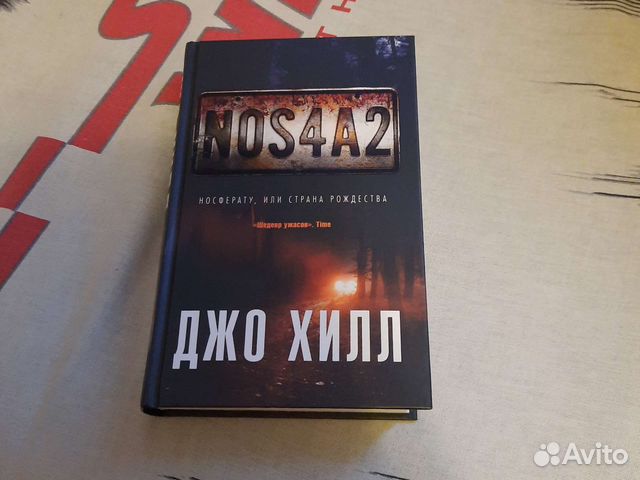 NOS4A2
НОСФЕРАТУ, ИЛИ СТРАНА РОЖДЕСТВА
«Шедевр ужасов». Time
ДЖО ХИЛЛ
Avito